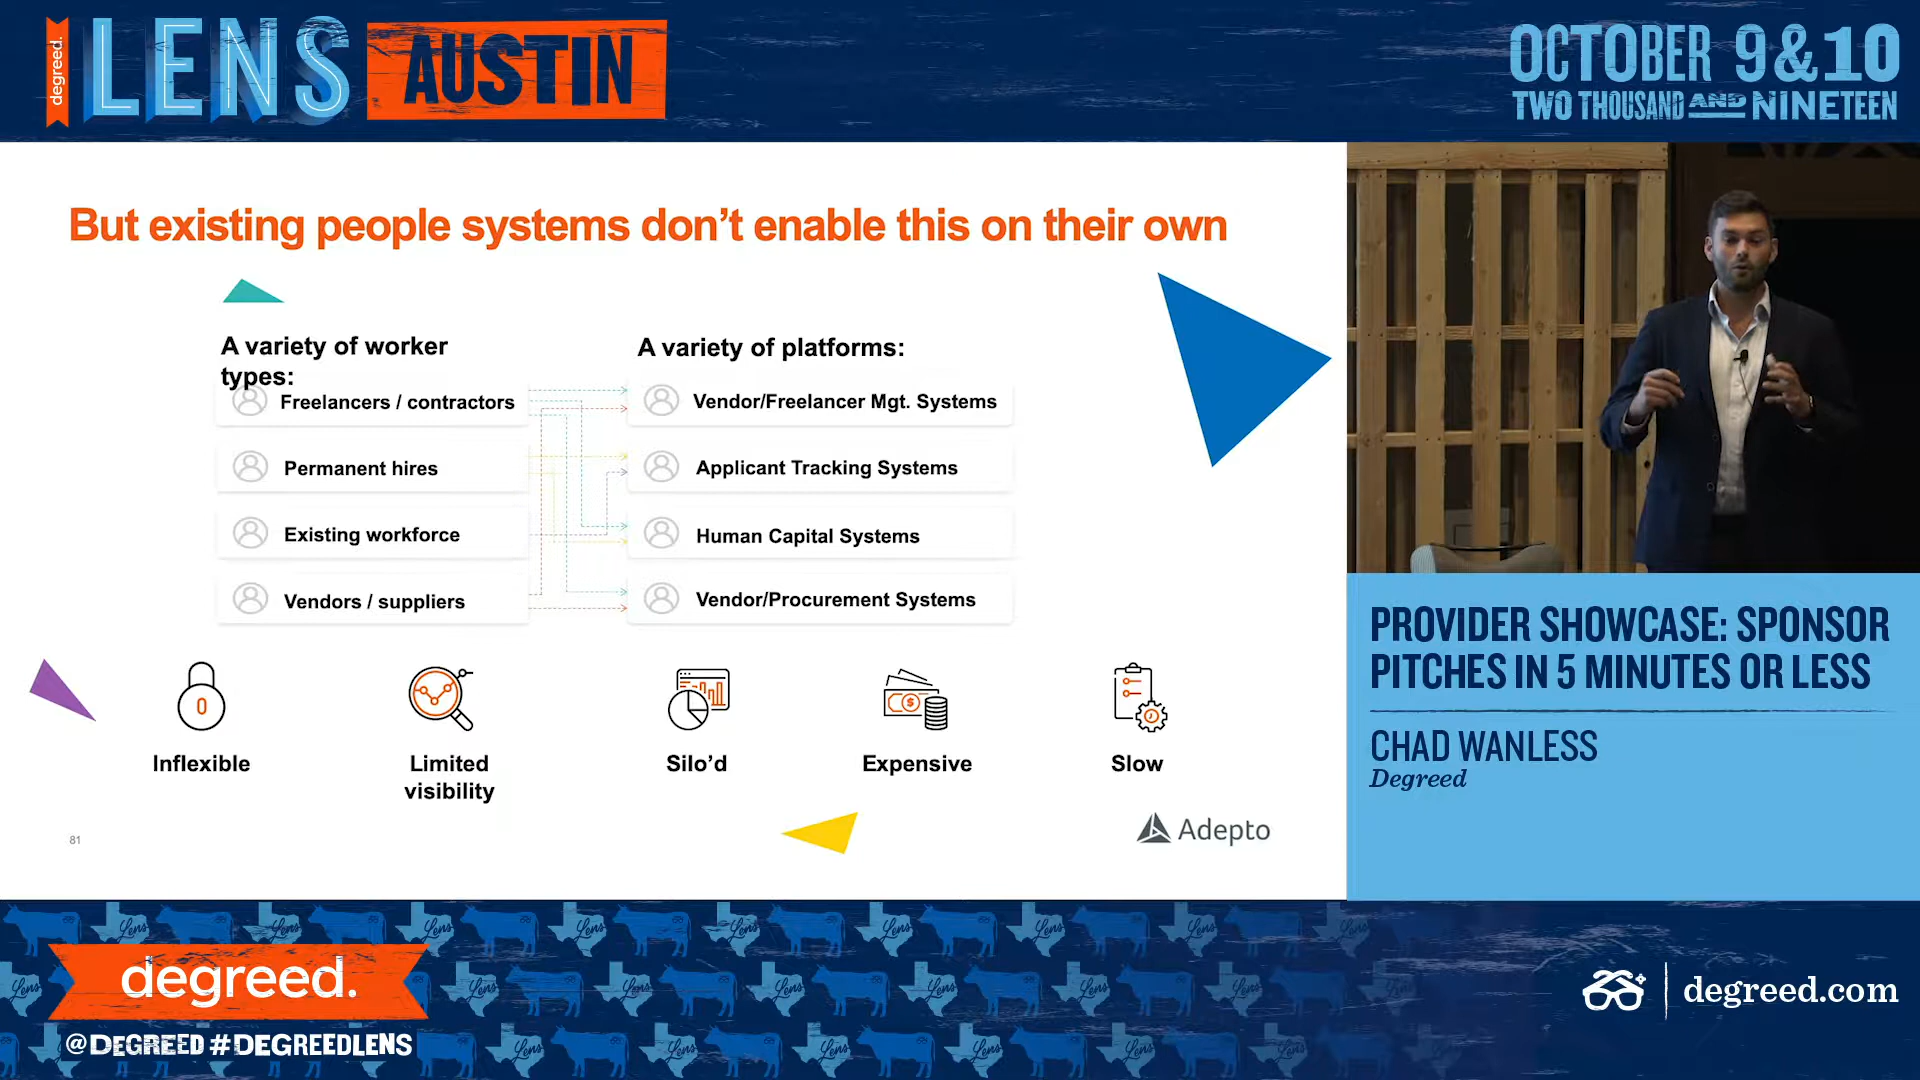 degreed.
LENS
AUSTIN
OCTOBER 9&10
TWO THOUSAND AND NINETEEN
But existing people systems don’t enable this on their own
A variety of worker
types:
Freelancers / contractors
Permanent hires
Existing workforce
Vendors / suppliers
A variety of platforms:
Vendor/Freelancer Mgt. Systems
Applicant Tracking Systems
Human Capital Systems
Vendor/Procurement Systems
Inflexible
Limited
visibility
Silo’d
Expensive
Slow
81
Adepto
PROVIDER SHOWCASE: SPONSOR
PITCHES IN 5 MINUTES OR LESS
CHAD WANLESS
Degreed
degreed.
@DEGREED #DEGREEDLENS
Lens
degreed.com